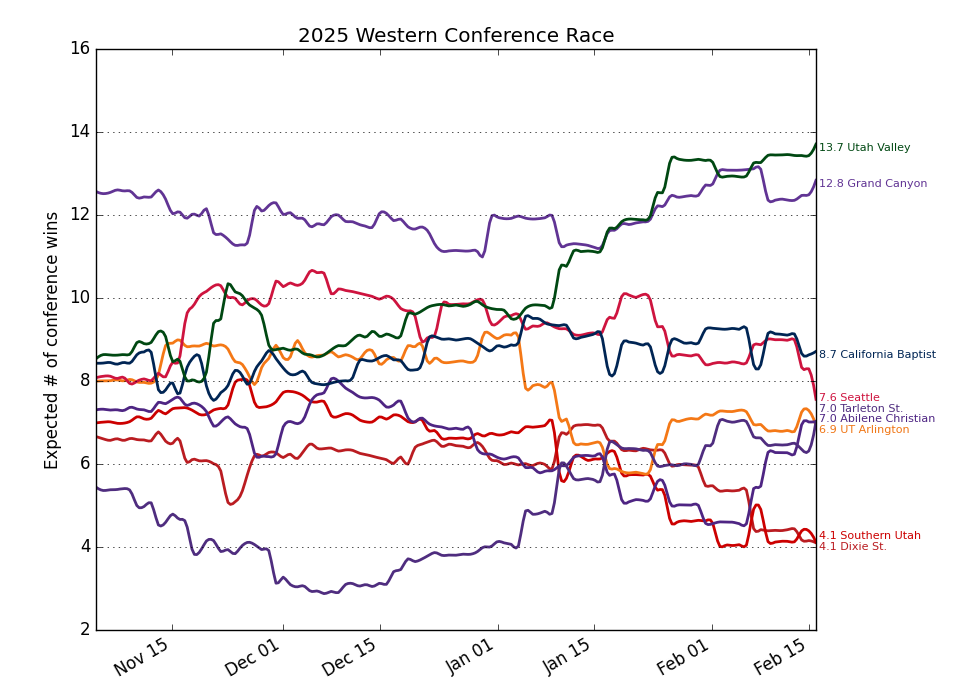 2025 Western Conference Race
Expected # of conference wins
16
14
12
10
8
6
4
2
13.7 Utah Valley
12.8 Grand Canyon
8.7 California Baptist
7.6 Seattle
7.0 Tarleton St.
7.0 Abilene Christian
6.9 UT Arlington
4.1 Southern Utah
4.1 Dixie St.
Nov 15
Dec 01
Dec 15
Jan 01
Jan 15
Feb 01
Feb 15